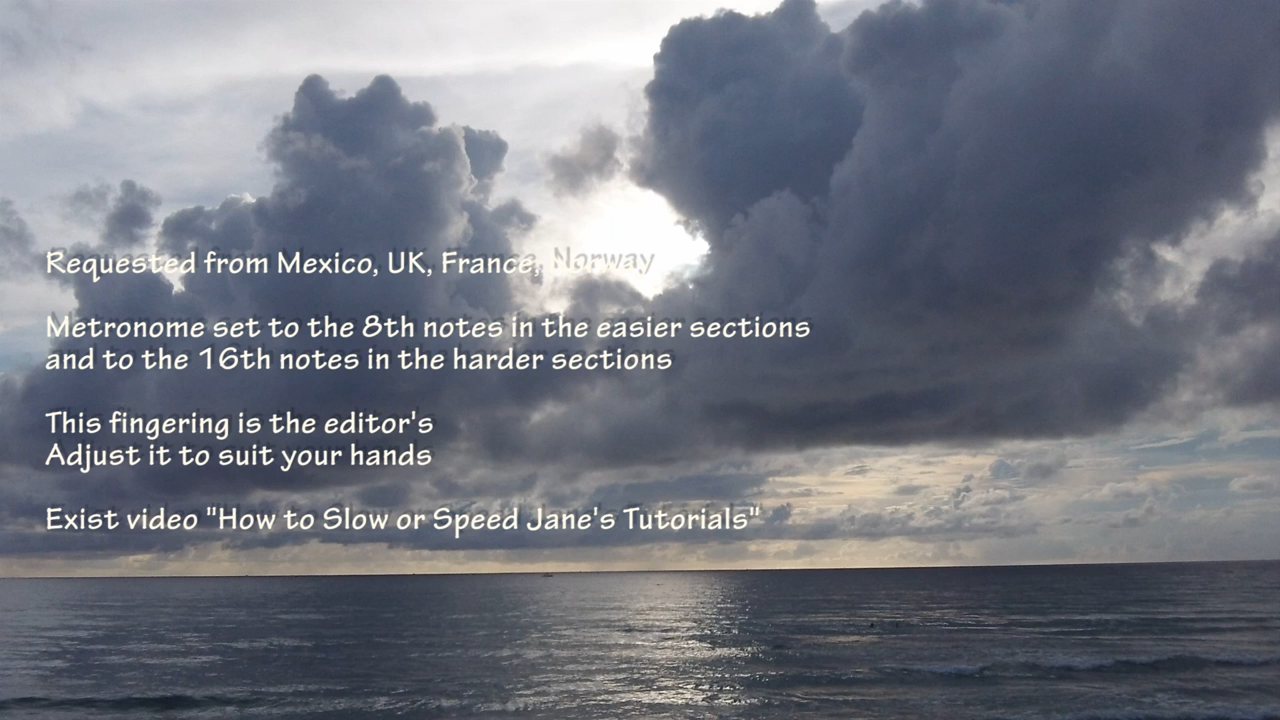 Requested from Mexico, UK, France, Norway
Metronome set to the 8th notes in the easier sections
and to the 16th notes in the harder sections
This fingering is the editor's
Adjust it to suit your hands
Exist video "How to Slow or Speed Jane's Tutorials"